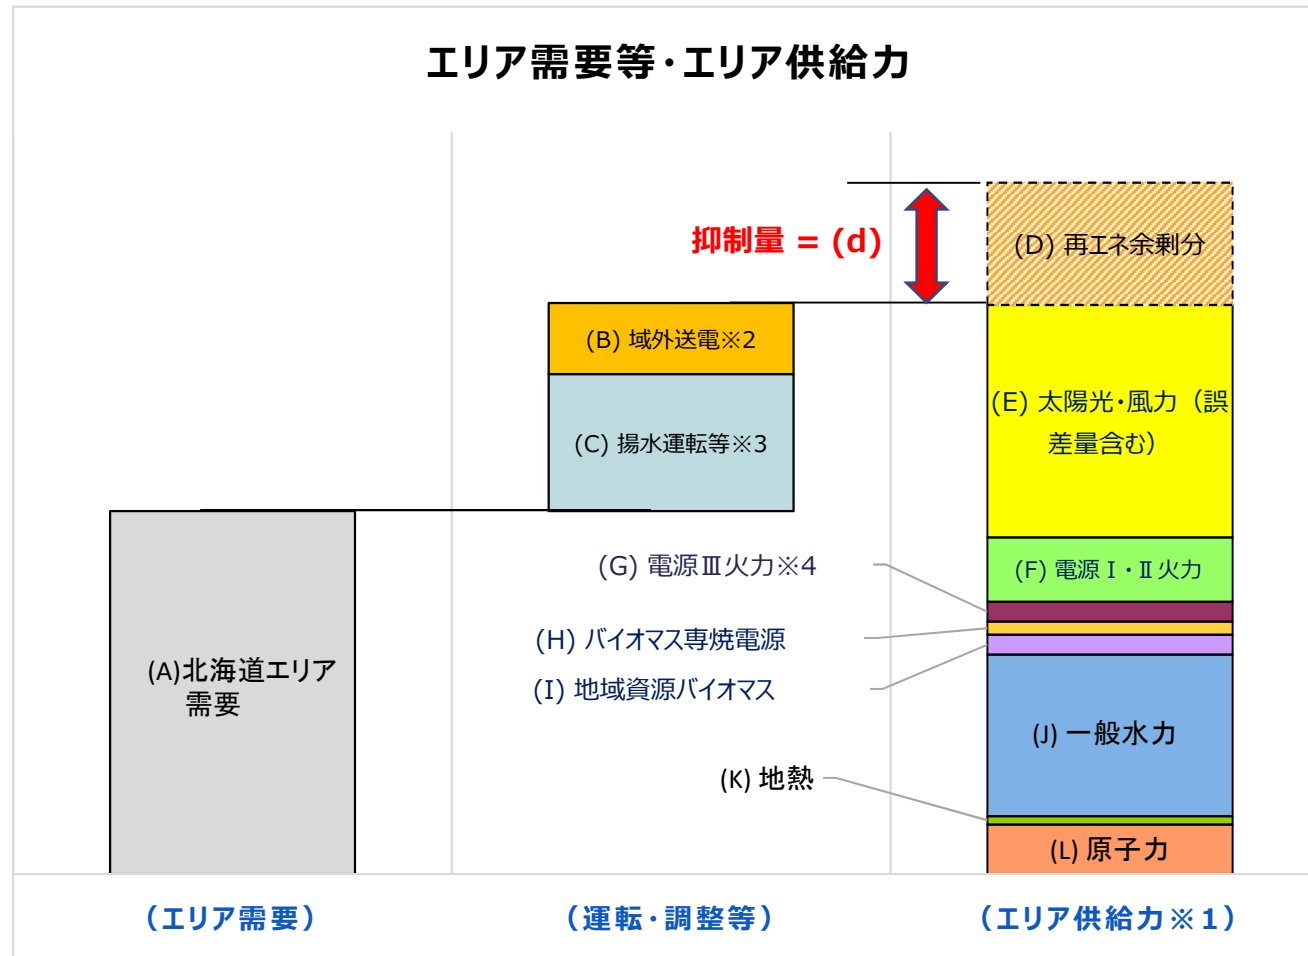 エリア需要等・エリア供給力
抑制量 = (d)
(D) 再エネ余剰分
(B) 域外送電※2
(C) 揚水運転等※3
(E) 太陽光・風力（誤
差量含む）
(G) 電源Ⅲ火力※4
(F) 電源Ⅰ・Ⅱ火力
(H) バイオマス専焼電源
(I) 地域資源バイオマス
(A)北海道エリア
需要
(J) 一般水力
(K) 地熱
(L) 原子力
（エリア需要）
（運転・調整等）
（エリア供給力※1）